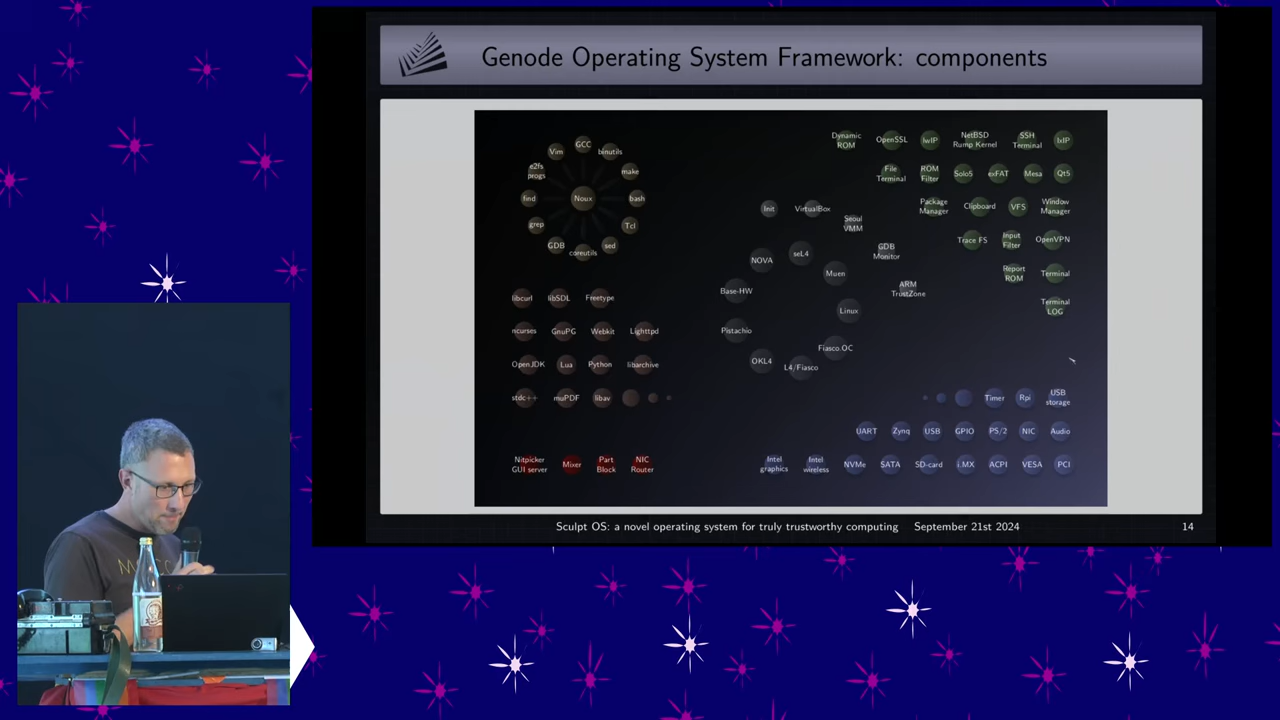 Genode Operating System Framework: components
GCC
Vim
binutils
e2fs
progs
make
find
Noux
bash
grep
Tcl
GDB
coreutils
sed
Dynamic
ROM
OpenSSL
lwIP
NetBSD
Rump Kernel
SSH
Terminal
lxIP
File
Terminal
ROM
Filter
Solo5
exFAT
Mesa
Qt5
Package
Manager
Clipboard
VFS
Window
Manager
Trace FS
Input
Filter
OpenVPN
Report
ROM
Terminal
Terminal
LOG
Init
VirtualBox
Seoul
VMM
GDB
Monitor
ARM
TrustZone
NOVA
seL4
Muen
Base-HW
Linux
Pistachio
Fiasco.OC
OKL4
L4/Fiasco
libcurl
libSDL
Freetype
ncurses
GnuPG
Webkit
Lighttpd
OpenJDK
Lua
Python
libarchive
stdc++
muPDF
libav
Nitpicker
GUI server
Mixer
Part
Block
NIC
Router
Timer
Rpi
USB
storage
UART
Zynq
USB
GPIO
PS/2
NIC
Audio
Intel
graphics
Intel
wireless
NVMe
SATA
SD-card
i.MX
ACPI
VESA
PCI
Sculpt OS: a novel operating system for truly trustworthy computing September 21st 2024 14